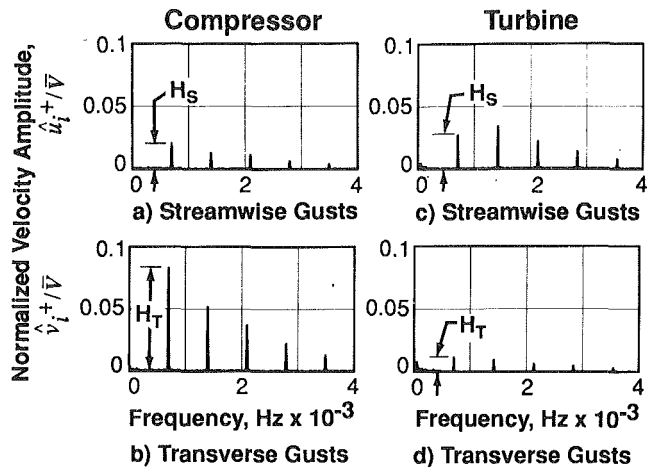 Compressor
Turbine
Normalized Velocity Amplitude,
û_i^+/V̄
v̂_i^+/V̄
0.1
0.05
0
H_S
0 2 4
a) Streamwise Gusts
0.1
0.05
0
H_S
0 2 4
c) Streamwise Gusts
0.1
0.05
0
H_T
0 2 4
Frequency, Hz x 10^-3
b) Transverse Gusts
0.1
0.05
0
H_T
0 2 4
Frequency, Hz x 10^-3
d) Transverse Gusts